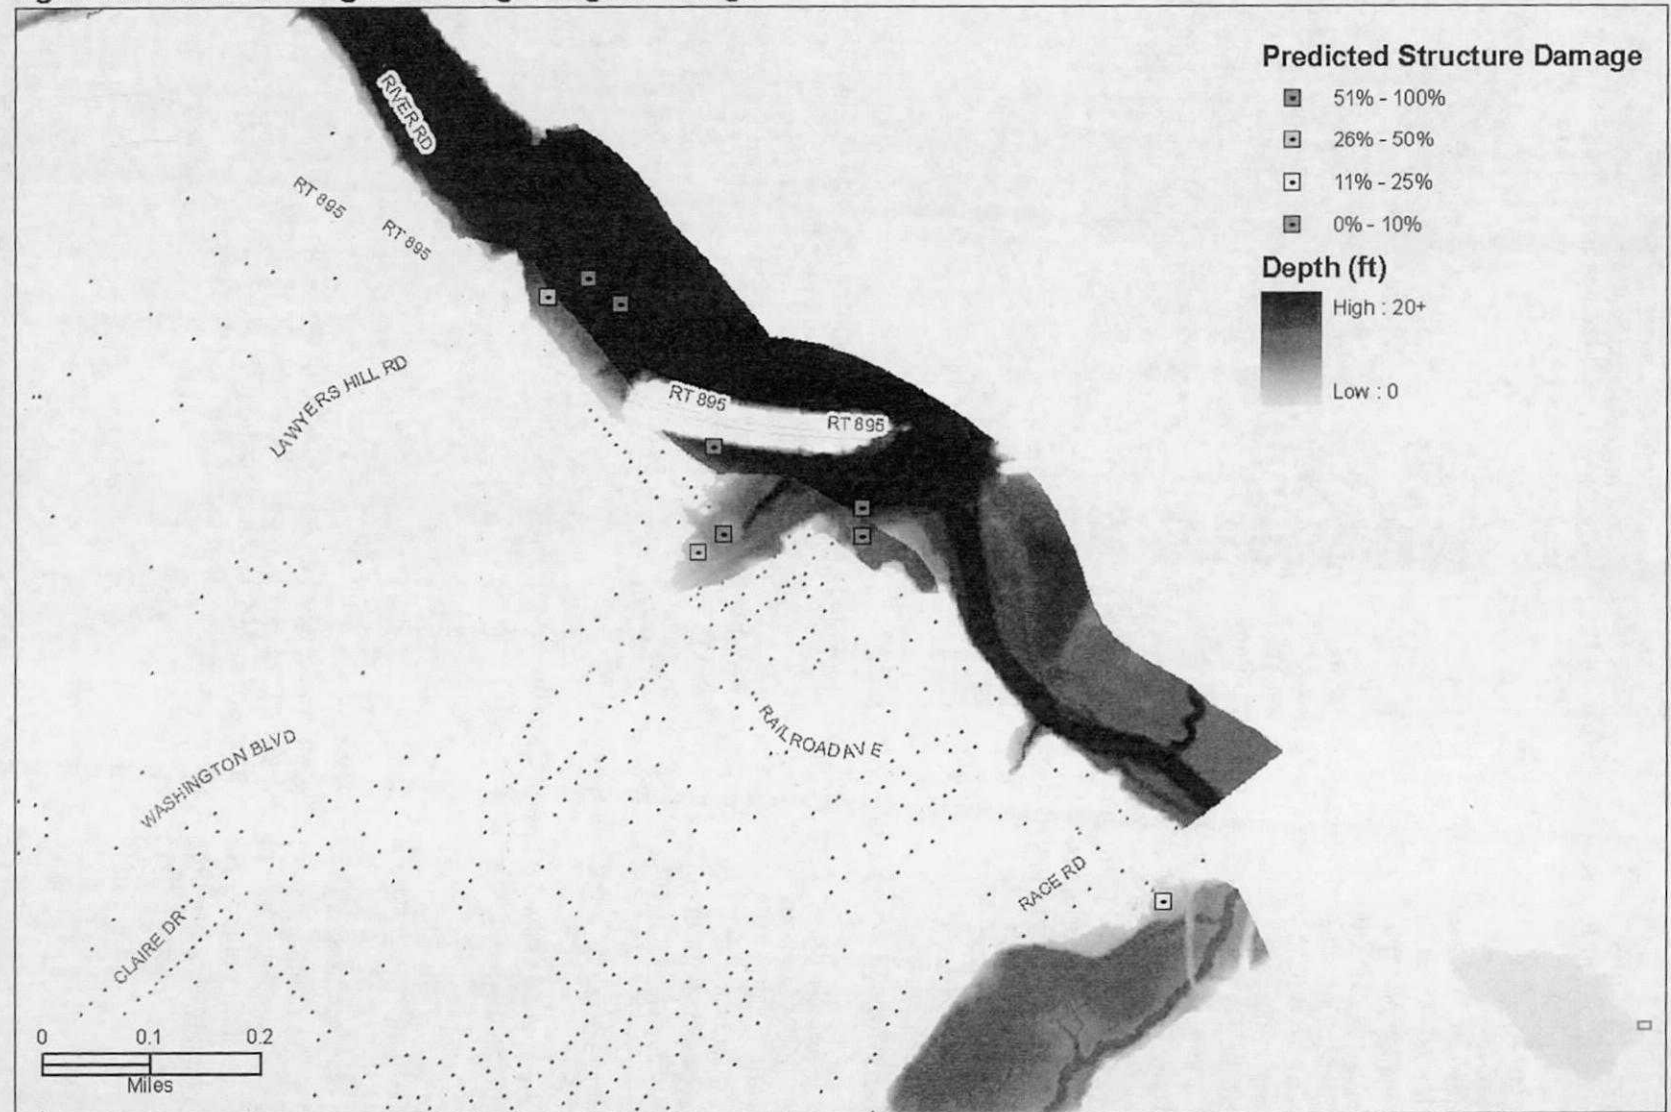 Predicted Structure Damage
51% - 100%
26% - 50%
11% - 25%
0% - 10%
Depth (ft)
High : 20+
Low : 0
RIVER RD
RT 895
RT 895
LAWYERS HILL RD
RT 895
RT 895
RAILROAD AVE
WASHINGTON BLVD
RACE RD
CLAIRE DR
0 0.1 0.2
Miles